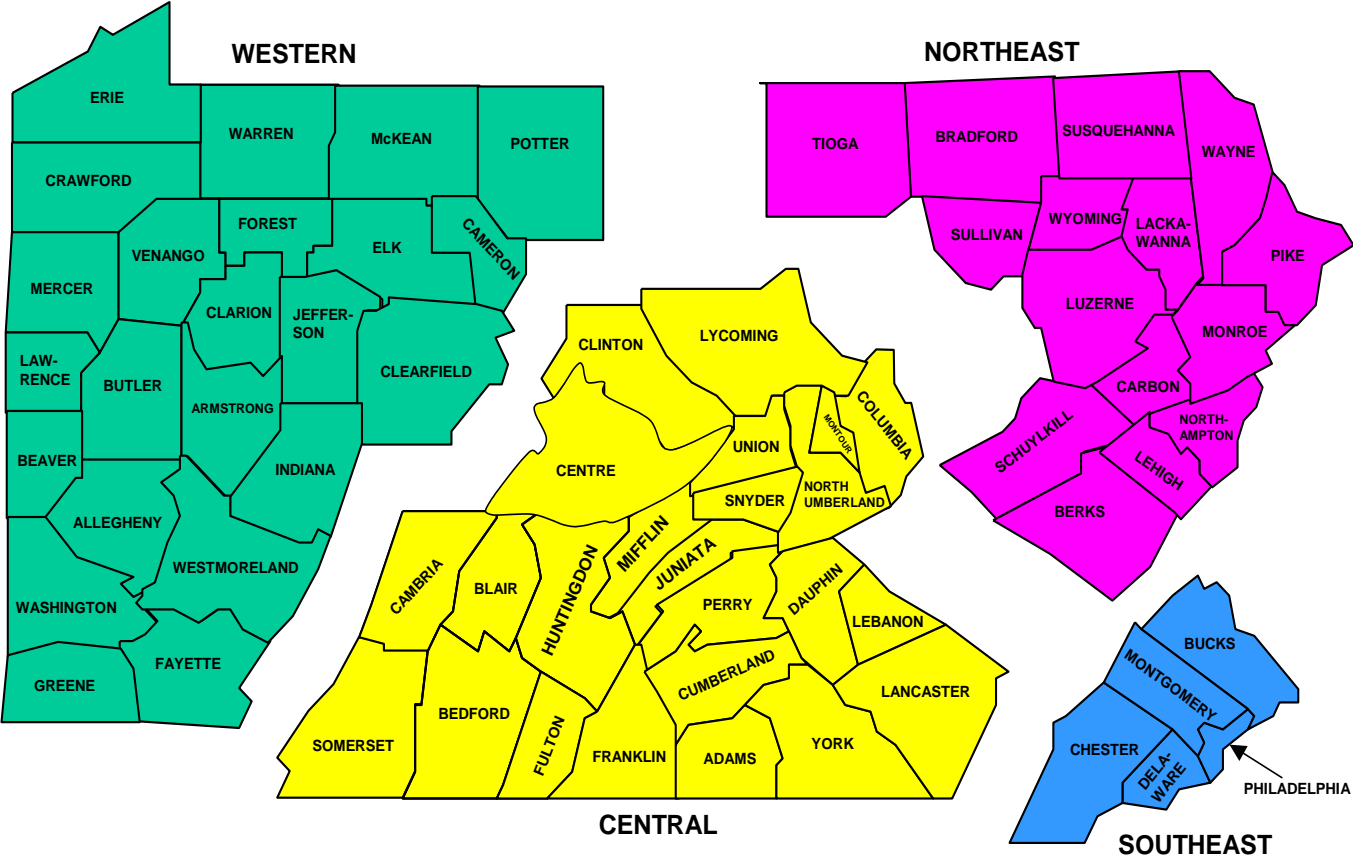 WESTERN
ERIE
WARREN
McKEAN
POTTER
CRAWFORD
FOREST
VENANGO
ELK
CAMERON
MERCER
CLARION
JEFFER-
SON
LAW-
RENCE
BUTLER
CLEARFIELD
ARMSTRONG
BEAVER
INDIANA
ALLEGHENY
WESTMORELAND
WASHINGTON
FAYETTE
GREENE
NORTHEAST
TIOGA
BRADFORD
SUSQUEHANNA
WAYNE
SULLIVAN
WYOMING
LACKA-
WANNA
PIKE
LUZERNE
MONROE
CARBON
SCHUYLKILL
NORTH-
AMPTON
LEHIGH
BERKS
CLINTON
LYCOMING
COLUMBIA
MONTOUR
UNION
CENTRE
SNYDER
NORTH
UMBERLAND
MIFFLIN
JUNIATA
HUNTINGDON
CAMBRIA
BLAIR
PERRY
DAUPHIN
LEBANON
CUMBERLAND
LANCASTER
SOMERSET
BEDFORD
FULTON
FRANKLIN
ADAMS
YORK
CENTRAL
BUCKS
MONTGOMERY
CHESTER
DELA-
WARE
PHILADELPHIA
SOUTHEAST